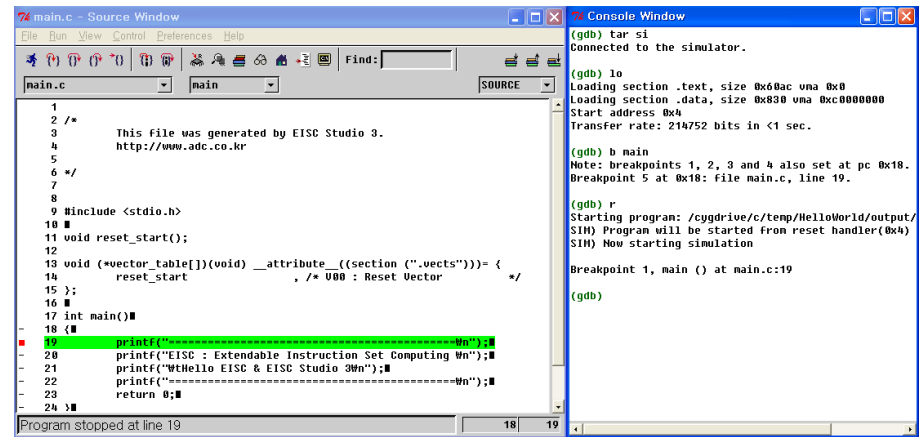 main.c - Source Window
File Run View Control Preferences Help
Find:
main.c main SOURCE
1
2 /*
3 This file was generated by EISC Studio 3.
4 http://www.adc.co.kr
5
6 */
7
8
9 #include <stdio.h>
10
11 void reset_start();
12
13 void (*vector_table[])(void) __attribute__((section (".vects")))= {
14 reset_start , /* V00 : Reset Vector */
15 };
16
17 int main()
- 18 {
19 printf("============================================₩n");
- 20 printf("EISC : Extendable Instruction Set Computing ₩n");
- 21 printf("₩tHello EISC & EISC Studio 3₩n");
- 22 printf("============================================₩n");
- 23 return 0;
- 24 }
Program stopped at line 19 18 19
Console Window
(gdb) tar si
Connected to the simulator.
(gdb) lo
Loading section .text, size 0x60ac vma 0x0
Loading section .data, size 0x830 vma 0xc0000000
Start address 0x4
Transfer rate: 214752 bits in <1 sec.
(gdb) b main
Note: breakpoints 1, 2, 3 and 4 also set at pc 0x18.
Breakpoint 5 at 0x18: file main.c, line 19.
(gdb) r
Starting program: /cygdrive/c/temp/HelloWorld/output/
SIM) Program will be started from reset handler(0x4)
SIM) Now starting simulation
Breakpoint 1, main () at main.c:19
(gdb)